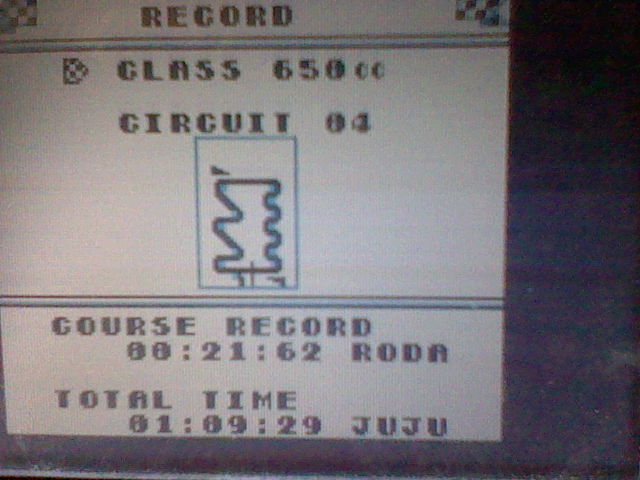 RECORD
CLASS 650cc
CIRCUIT 04
COURSE RECORD
00:21:62 RODA
TOTAL TIME
01:09:29 JUJU